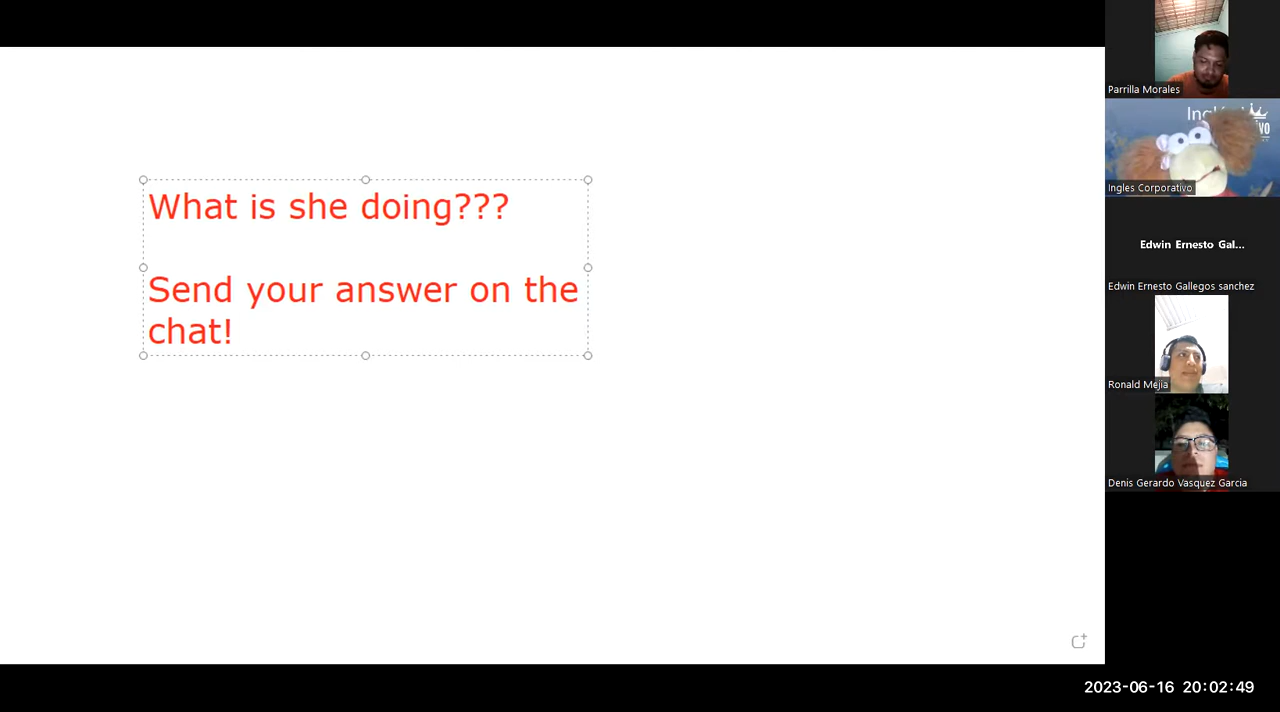 What is she doing???
Send your answer on the
chat!
Parrilla Morales
Ingles Corporativo
Edwin Ernesto Gal...
Edwin Ernesto Gallegos sanchez
Ronald Mejia
Denis Gerardo Vasquez Garcia
2023-06-16 20:02:49